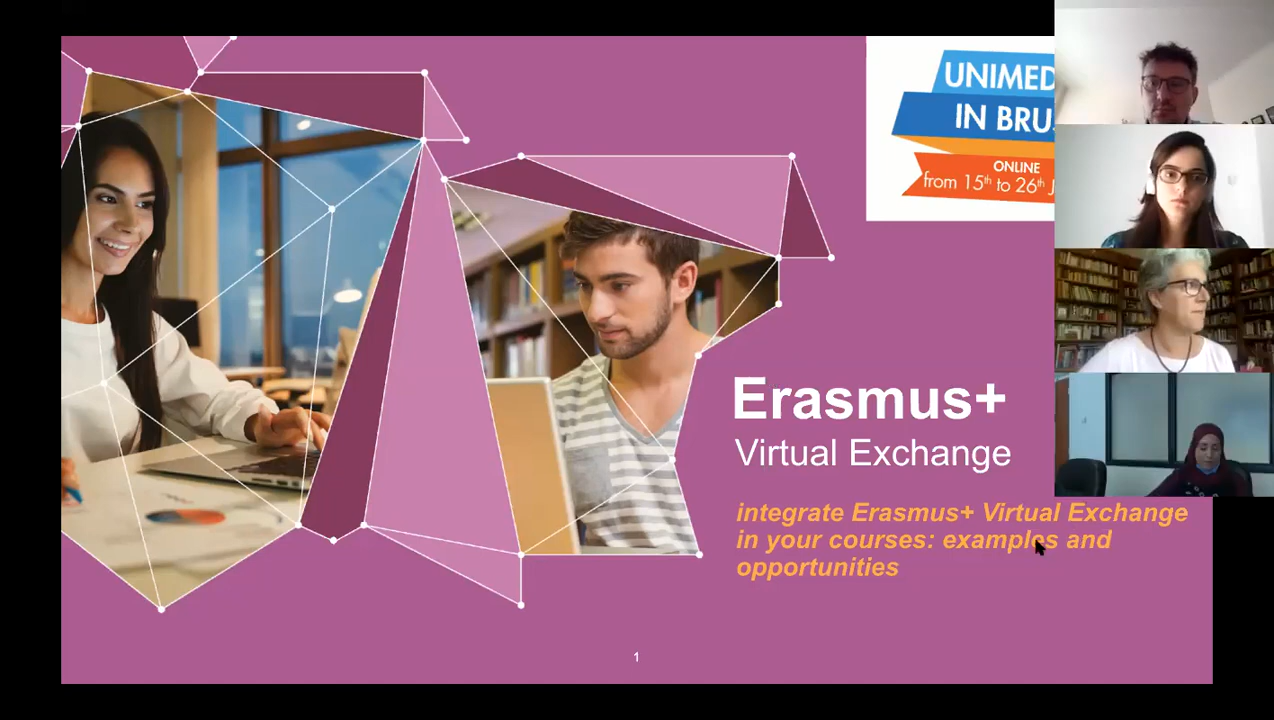 UNIMED
IN BRU
ONLINE
from 15th to 26th J
Erasmus+
Virtual Exchange
integrate Erasmus+ Virtual Exchange
in your courses: examples and
opportunities
1